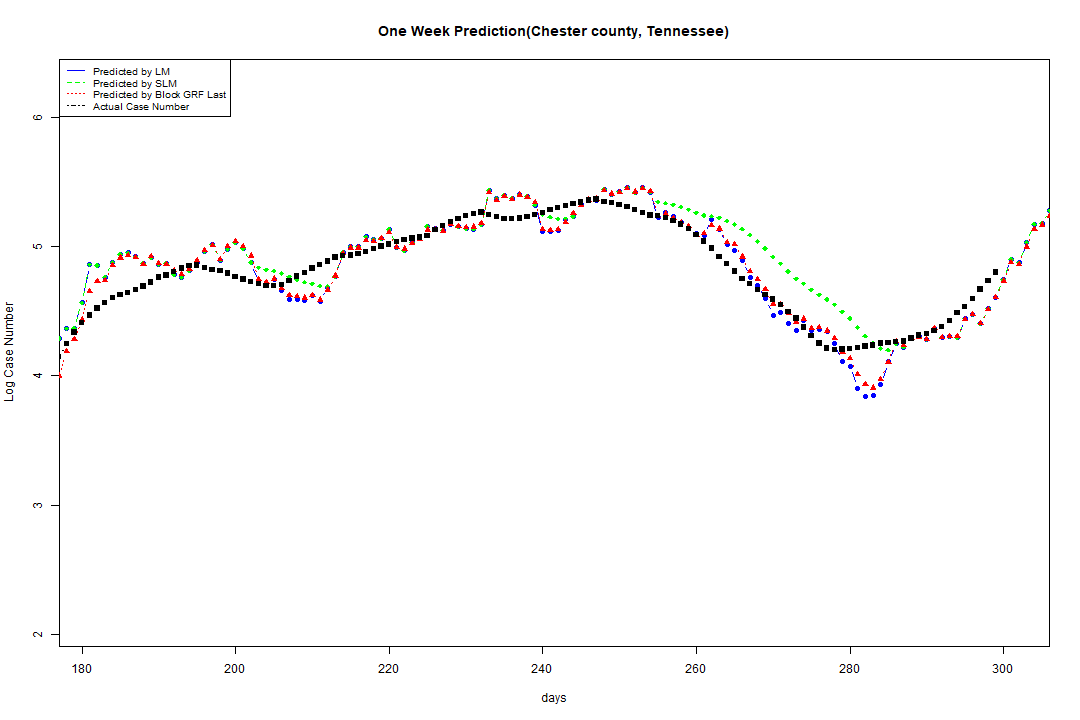 One Week Prediction(Chester county, Tennessee)
Predicted by LM
Predicted by SLM
Predicted by Block GRF Last
Actual Case Number
Log Case Number
6
5
4
3
2
180 200 220 240 260 280 300
days